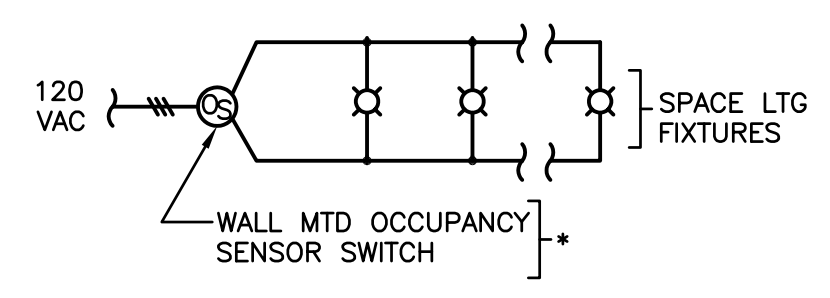 120
VAC
OS
SPACE LTG
FIXTURES
WALL MTD OCCUPANCY
SENSOR SWITCH
*